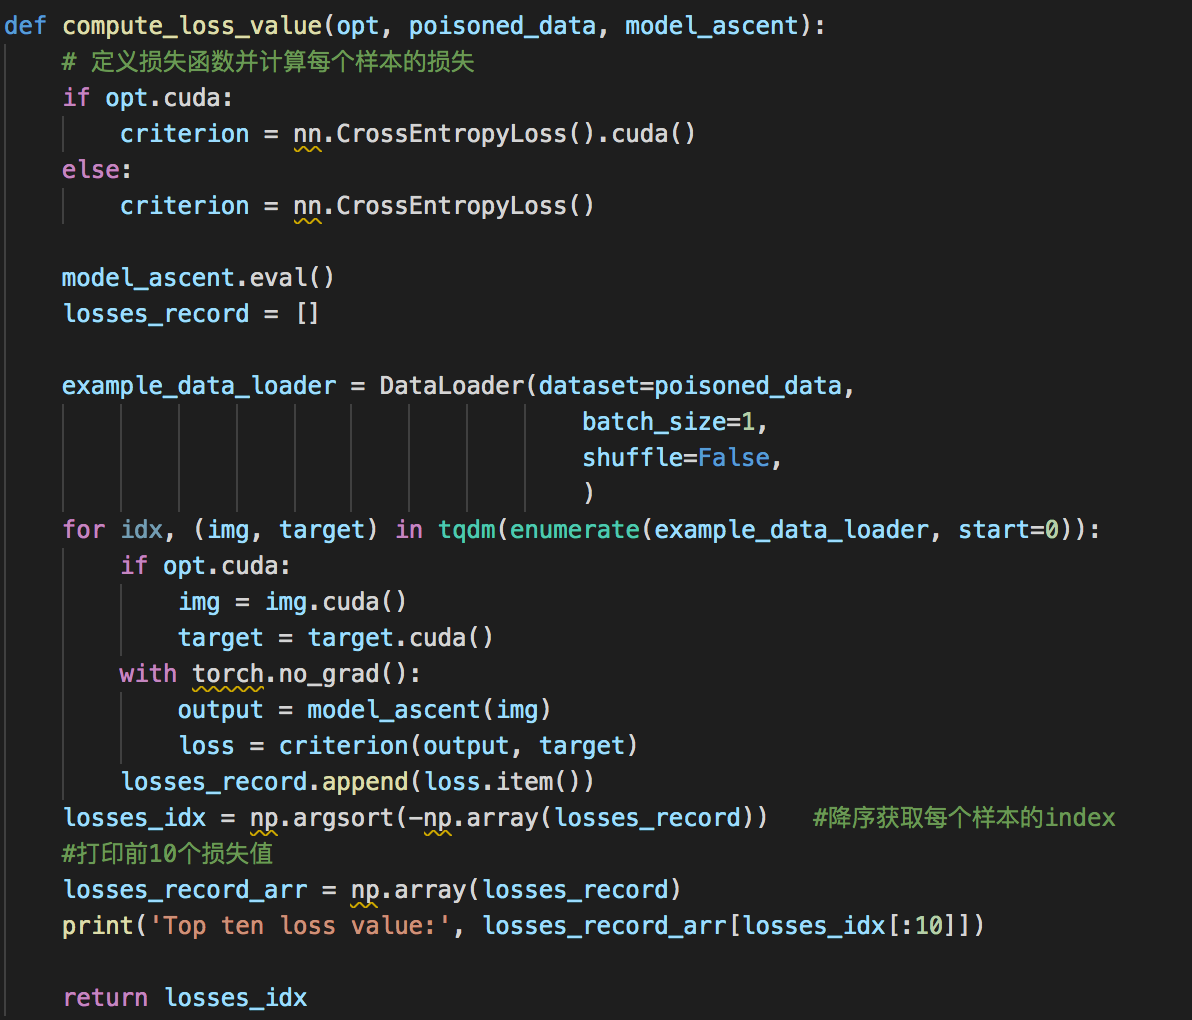 def compute_loss_value(opt, poisoned_data, model_ascent):
    # 定义损失函数并计算每个样本的损失
    if opt.cuda:
        criterion = nn.CrossEntropyLoss().cuda()
    else:
        criterion = nn.CrossEntropyLoss()

    model_ascent.eval()
    losses_record = []

    example_data_loader = DataLoader(dataset=poisoned_data,
                                        batch_size=1,
                                        shuffle=False,
                                        )
    for idx, (img, target) in tqdm(enumerate(example_data_loader, start=0)):
        if opt.cuda:
            img = img.cuda()
            target = target.cuda()
        with torch.no_grad():
            output = model_ascent(img)
            loss = criterion(output, target)
        losses_record.append(loss.item())
    losses_idx = np.argsort(-np.array(losses_record))   #降序获取每个样本的index
    #打印前10个损失值
    losses_record_arr = np.array(losses_record)
    print('Top ten loss value:', losses_record_arr[losses_idx[:10]])

    return losses_idx